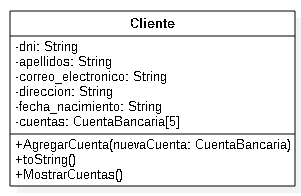 Cliente
-dni: String
-apellidos: String
-correo_electronico: String
-direccion: String
-fecha_nacimiento: String
-cuentas: CuentaBancaria[5]
+AgregarCuenta(nuevaCuenta: CuentaBancaria)
+toString()
+MostrarCuentas()